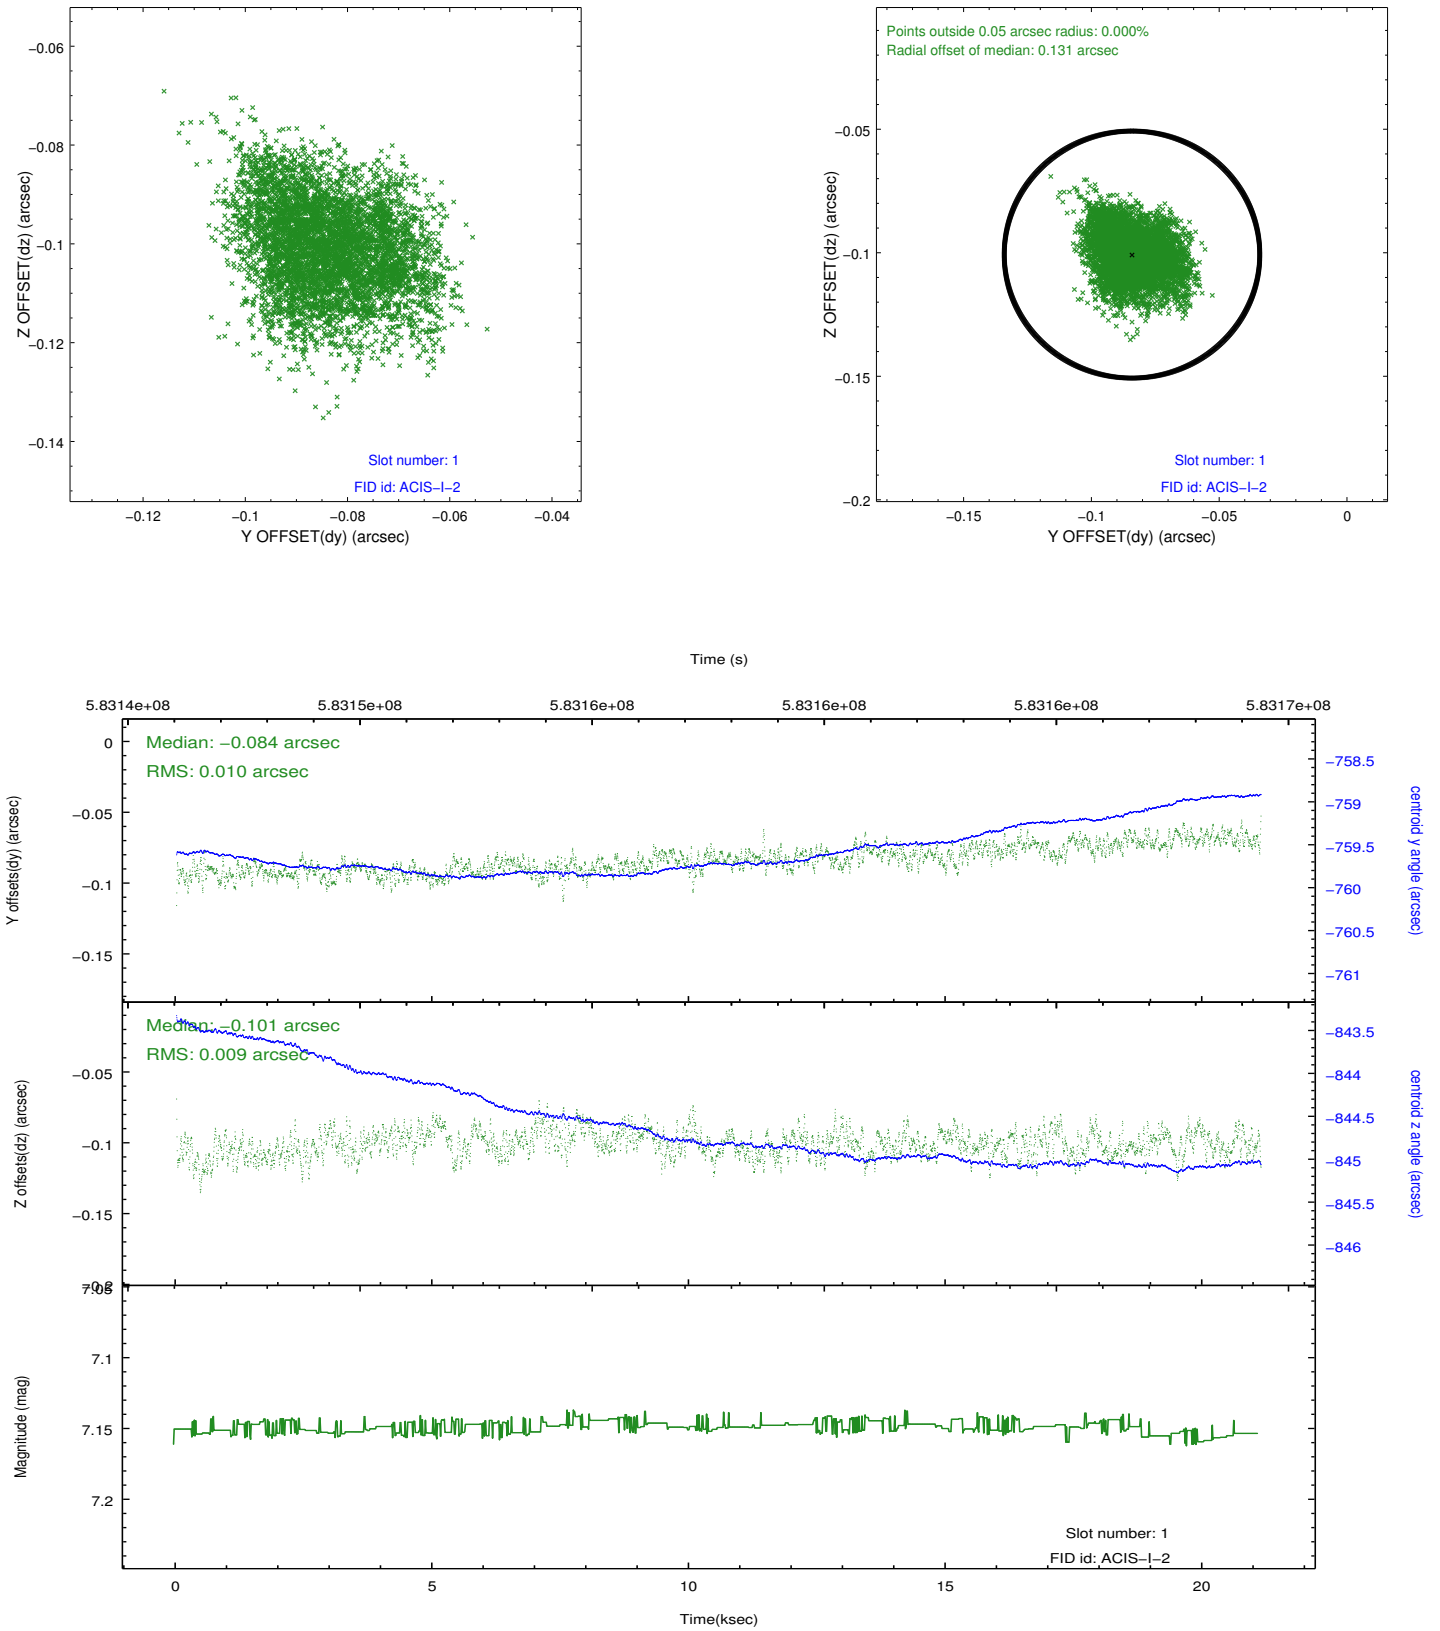 −0.06
−0.08
−0.1
−0.12
−0.14
Z OFFSET(dz) (arcsec)
Slot number: 1
FID id: ACIS−I−2
−0.12 −0.1 −0.08 −0.06 −0.04
Y OFFSET(dy) (arcsec)
Points outside 0.05 arcsec radius: 0.000%
Radial offset of median: 0.131 arcsec
−0.05
−0.1
−0.15
−0.2
Z OFFSET(dz) (arcsec)
Slot number: 1
FID id: ACIS−I−2
−0.15 −0.1 −0.05 0
Y OFFSET(dy) (arcsec)
Time (s)
5.8314e+08 5.8315e+08 5.8316e+08 5.8316e+08 5.8316e+08 5.8317e+08
Median: −0.084 arcsec
RMS: 0.010 arcsec
0
−0.05
−0.1
−0.15
Y offsets(dy) (arcsec)
−758.5
−759
−759.5
−760
−760.5
−761
centroid y angle (arcsec)
Median: −0.101 arcsec
RMS: 0.009 arcsec
−0.05
−0.1
−0.15
−0.2
Z offsets(dz) (arcsec)
−843.5
−844
−844.5
−845
−845.5
−846
centroid z angle (arcsec)
7.05
7.1
7.15
7.2
Magnitude (mag)
Slot number: 1
FID id: ACIS−I−2
0 5 10 15 20
Time(ksec)